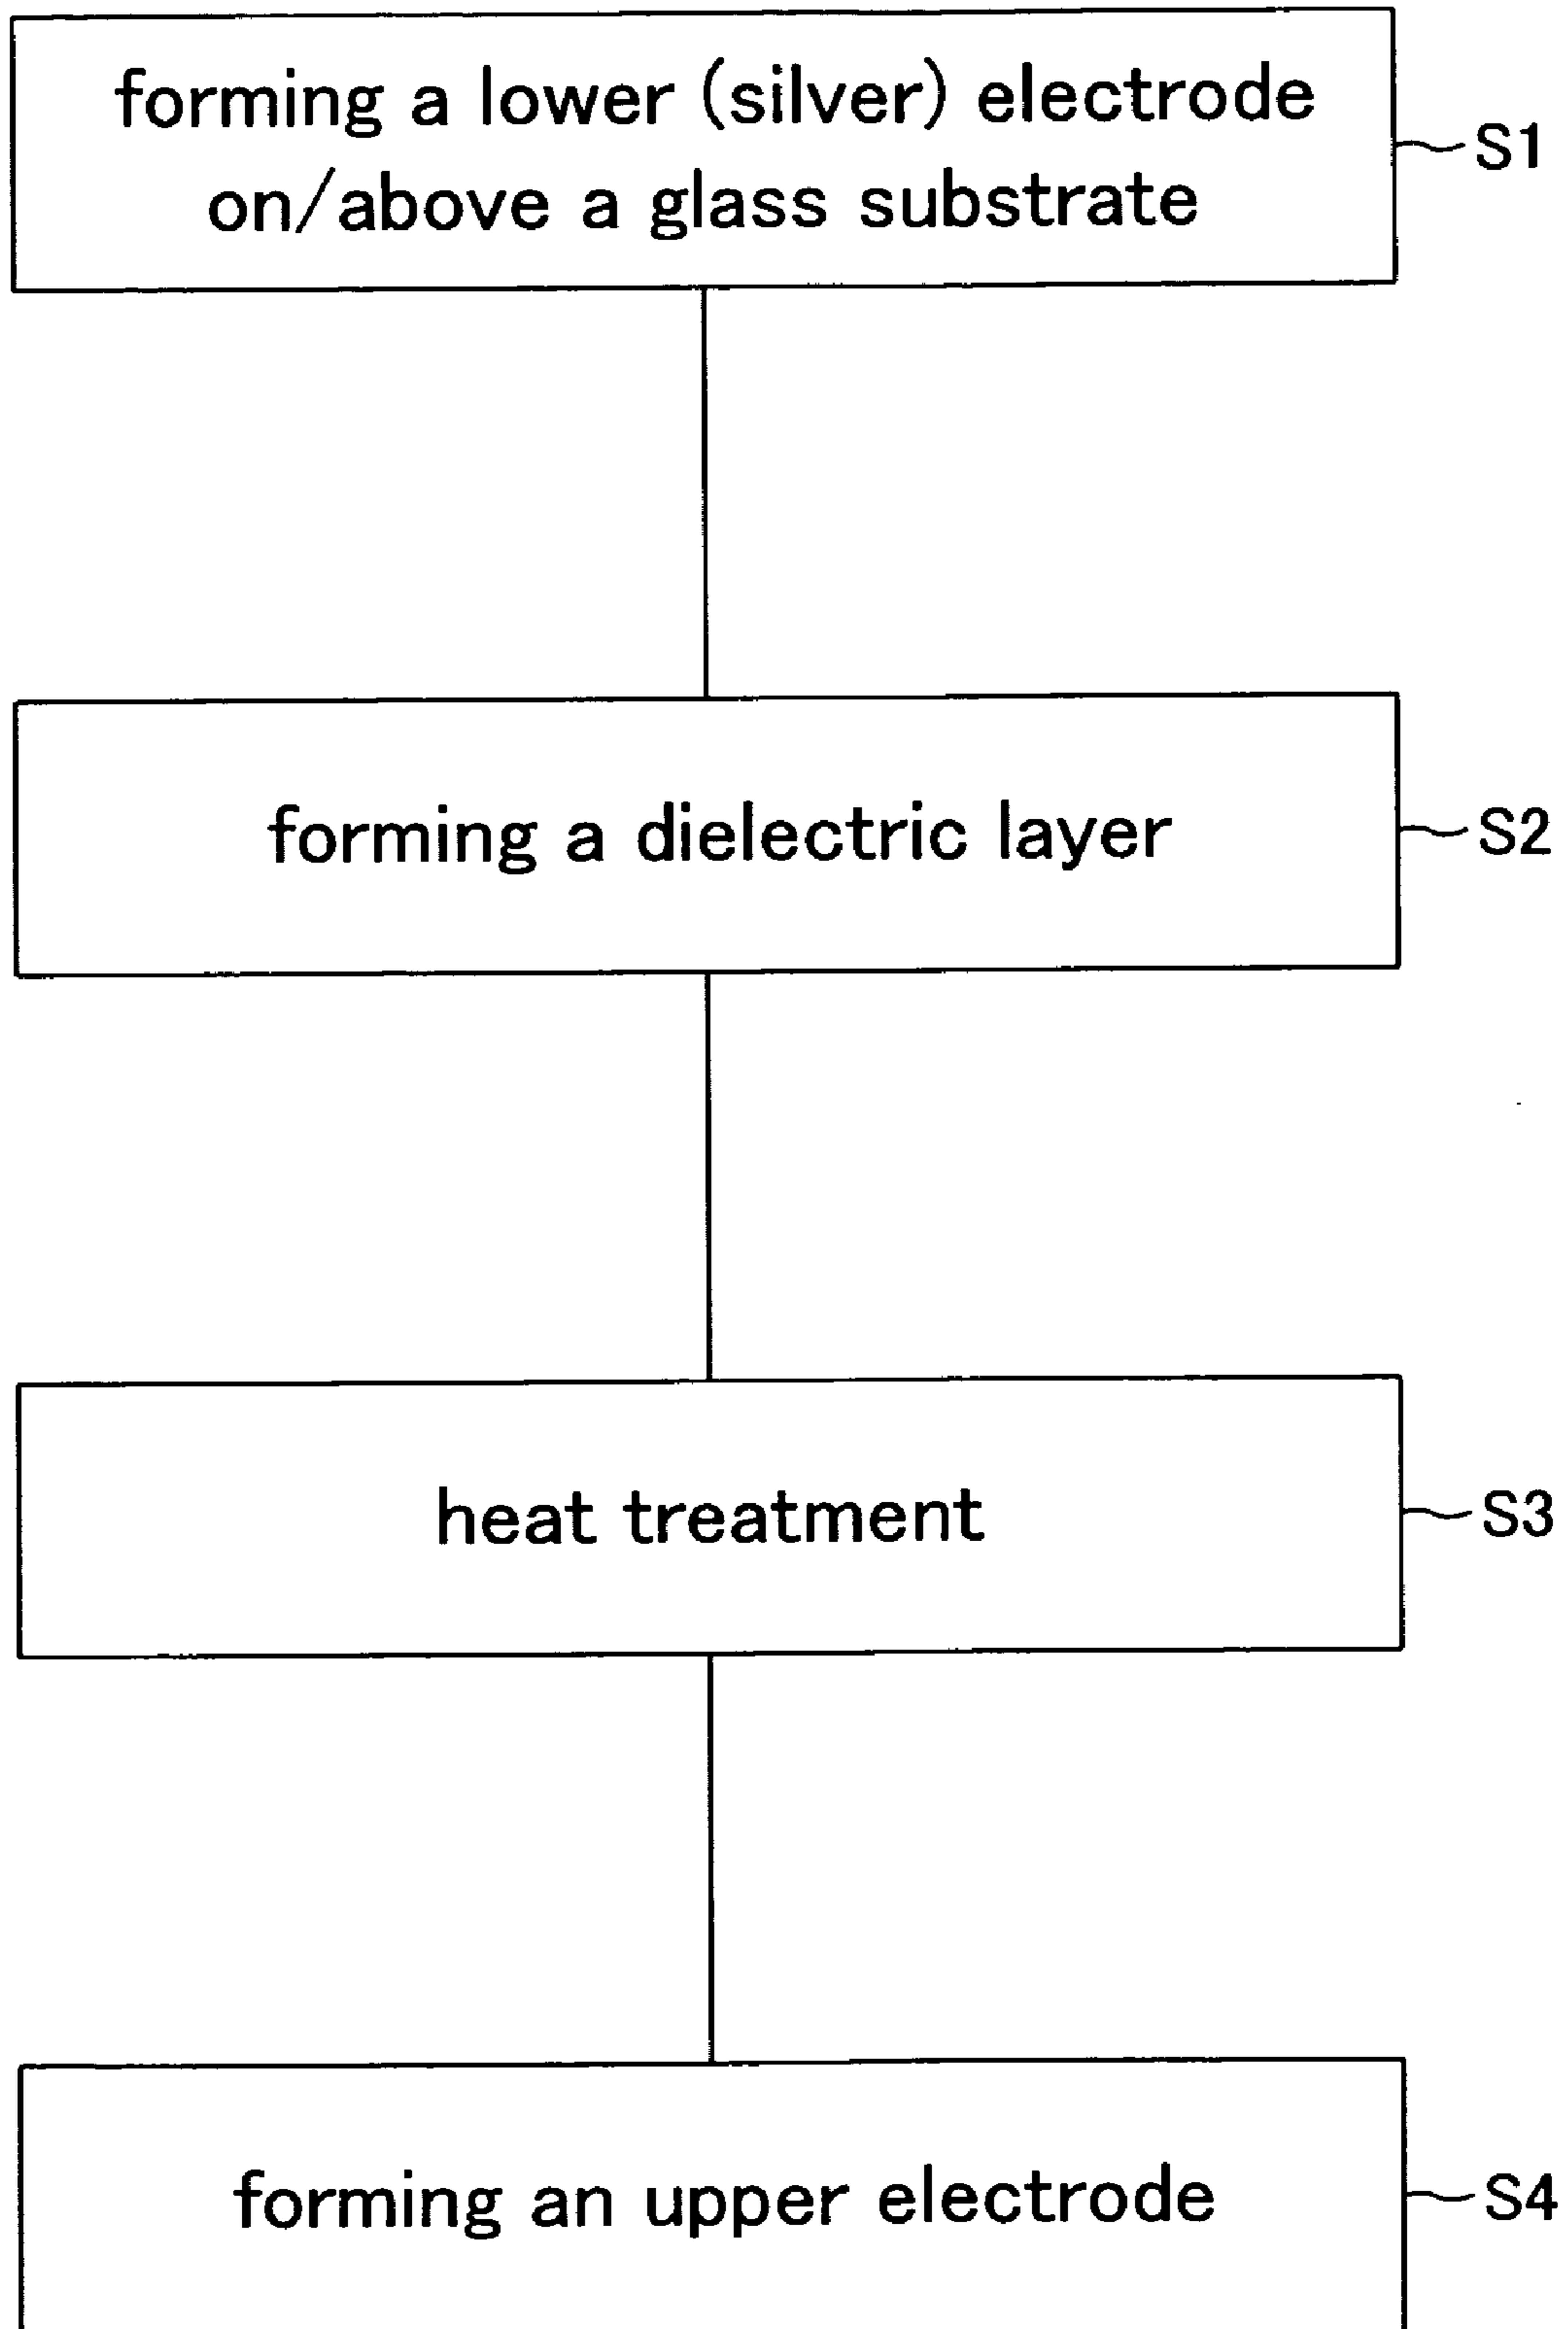 forming a lower (silver) electrode
on/above a glass substrate
S1
forming a dielectric layer
S2
heat treatment
S3
forming an upper electrode
S4